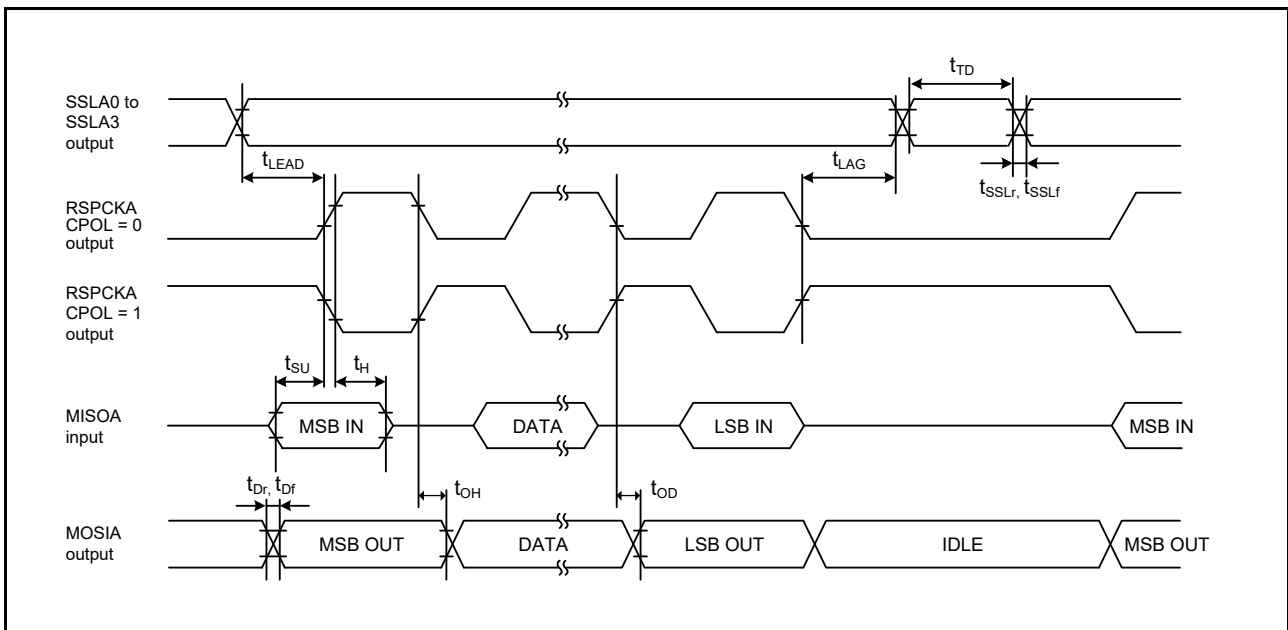 SSLA0 to
SSLA3
output
tTD
tLEAD
tLAG
tSSLr, tSSLf
RSPCKA
CPOL = 0
output
RSPCKA
CPOL = 1
output
tSU
tH
MISOA
input
MSB IN
DATA
LSB IN
MSB IN
tDr, tDf
tOH
tOD
MOSIA
output
MSB OUT
DATA
LSB OUT
IDLE
MSB OUT